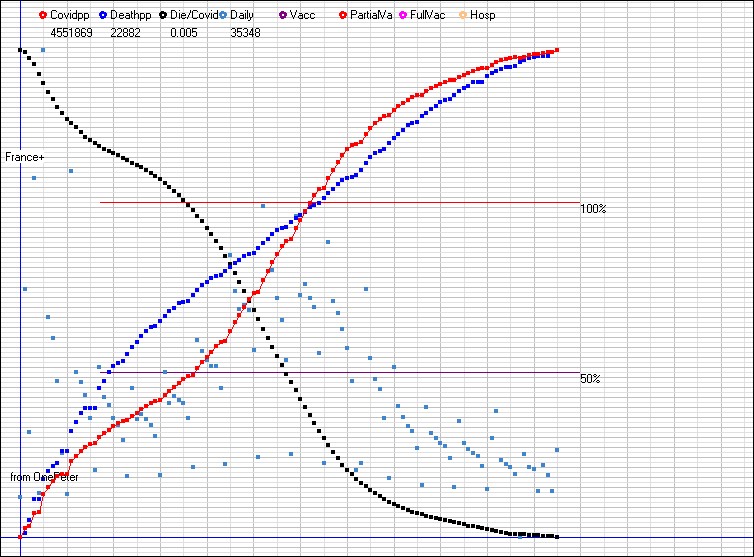 Covidpp Deathpp Die/Covid Daily Vacc PartialVa FullVac Hosp
4551869 22882 0.005 35348
France+
100%
50%
from OnePeter